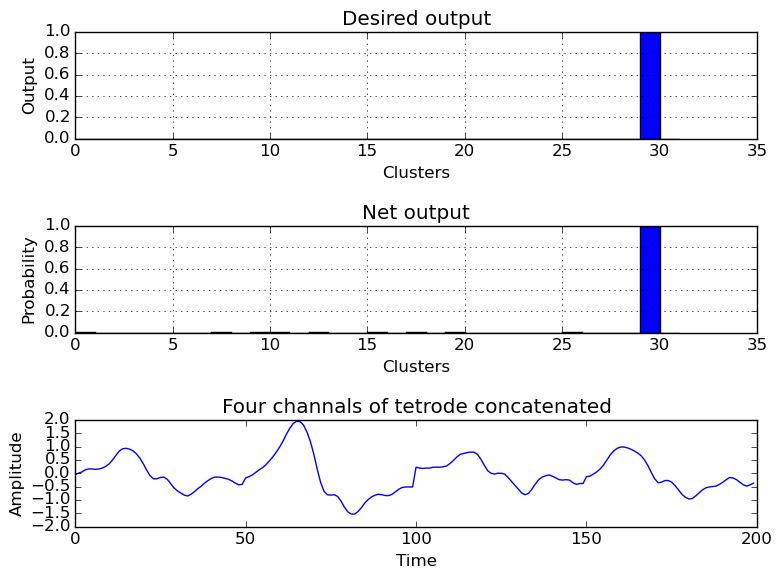 Desired output
1.0
0.8
0.6
0.4
0.2
0.0
Output
0 5 10 15 20 25 30 35
Clusters
Net output
1.0
0.8
0.6
0.4
0.2
0.0
Probability
0 5 10 15 20 25 30 35
Clusters
Four channels of tetrode concatenated
2.0
1.5
1.0
0.5
0.0
−0.5
−1.0
−1.5
−2.0
Amplitude
0 50 100 150 200
Time